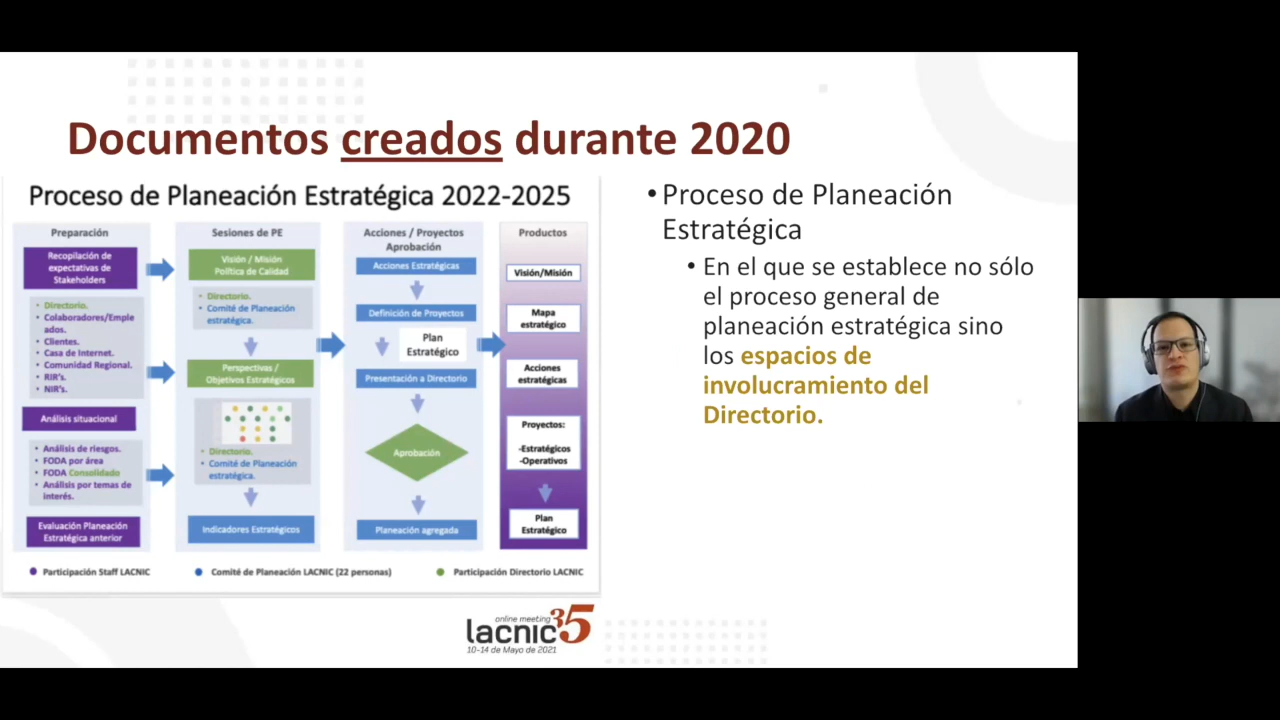 Documentos creados durante 2020
Proceso de Planeación Estratégica 2022-2025
Preparación
Recopilación de
expectativas de
Stakeholders
• Directorio.
• Colaboradores/Emple
ados.
• Clientes.
• Casa de Internet.
• Comunidad Regional.
• RIR's.
• NIR's.
Análisis situacional
• Análisis de riesgos.
• FODA por área
• FODA Consolidado
• Análisis por temas de
interés.
Evaluación Planeación
Estratégica anterior
Sesiones de PE
Visión / Misión
Política de Calidad
• Directorio.
• Comité de Planeación
estratégica.
Perspectivas /
Objetivos Estratégicos
• Directorio.
• Comité de Planeación
estratégica.
Indicadores Estratégicos
Acciones / Proyectos
Aprobación
Acciones Estratégicas
Definición de Proyectos
Plan
Estratégico
Presentación a Directorio
Aprobación
Planeación agregada
Productos
Visión/Misión
Mapa
estratégico
Acciones
estratégicas
Proyectos:
-Estratégicos
-Operativos
Plan
Estratégico
Participación Staff LACNIC
Comité de Planeación LACNIC (22 personas)
Participación Directorio LACNIC
• Proceso de Planeación
Estratégica
• En el que se establece no sólo
el proceso general de
planeación estratégica sino
los espacios de
involucramiento del
Directorio.
online meeting
lacnic35
10-14 de Mayo de 2021